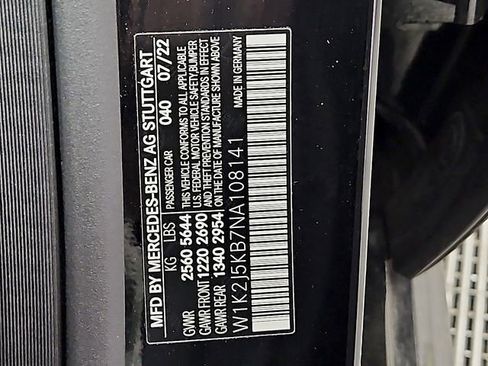 MFD BY MERCEDES-BENZ AG STUTTGART
KG LBS PASSENGER CAR 040 07/22
GVWR 2560 5644 THIS VEHICLE CONFORMS TO ALL APPLICABLE
U.S. FEDERAL MOTOR VEHICLE SAFETY, BUMPER
GAWR FRONT 1220 2690 AND THEFT PREVENTION STANDARDS IN EFFECT
GAWR REAR 1340 2954 ON THE DATE OF MANUFACTURE SHOWN ABOVE
W1K2J5KB7NA108141 MADE IN GERMANY